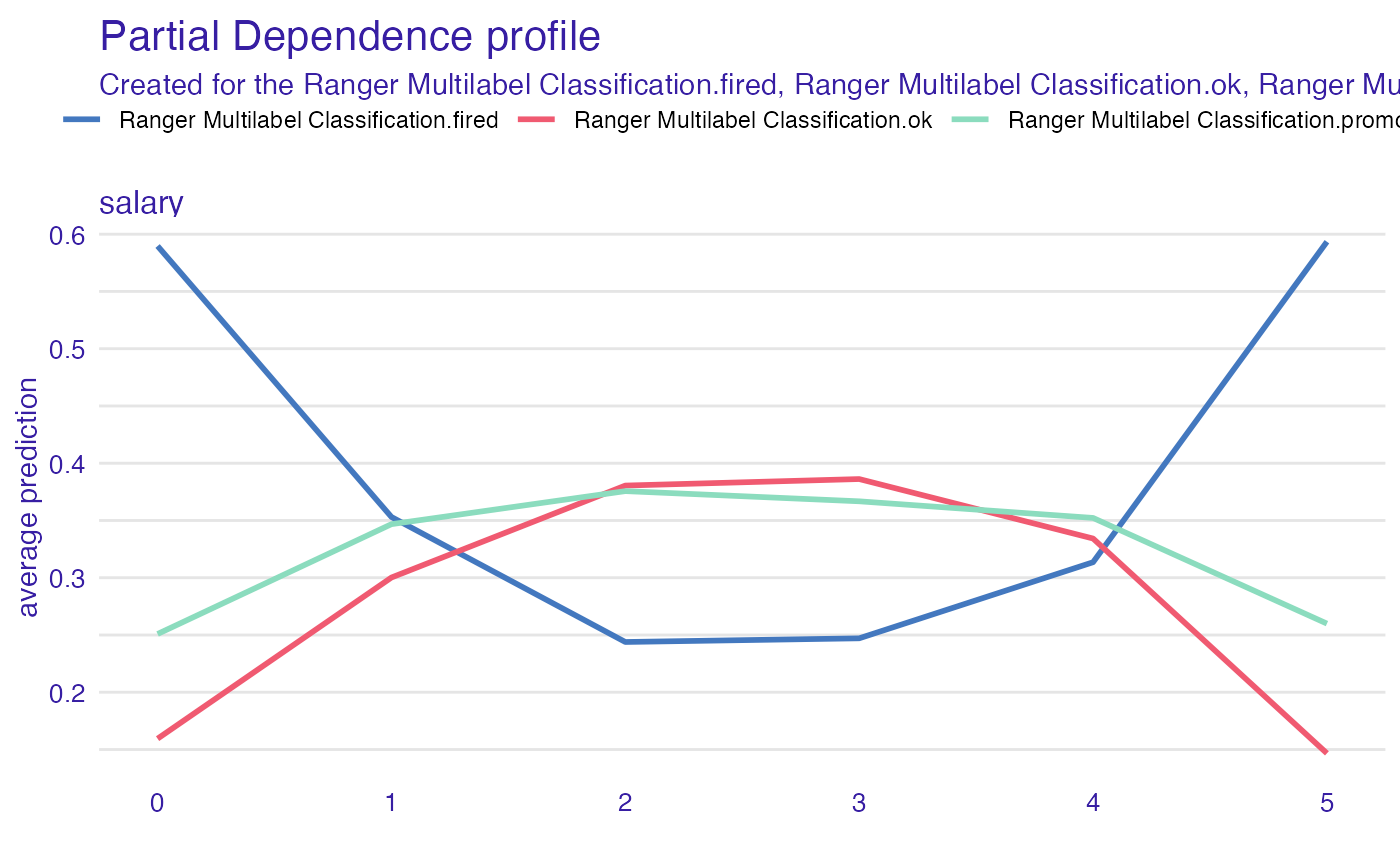 Partial Dependence profile
Created for the Ranger Multilabel Classification.fired, Ranger Multilabel Classification.ok, Ranger
Ranger Multilabel Classification.fired Ranger Multilabel Classification.ok Ranger Multilabel
salary
0.6
0.5
0.4
0.3
0.2
average prediction
0 1 2 3 4 5